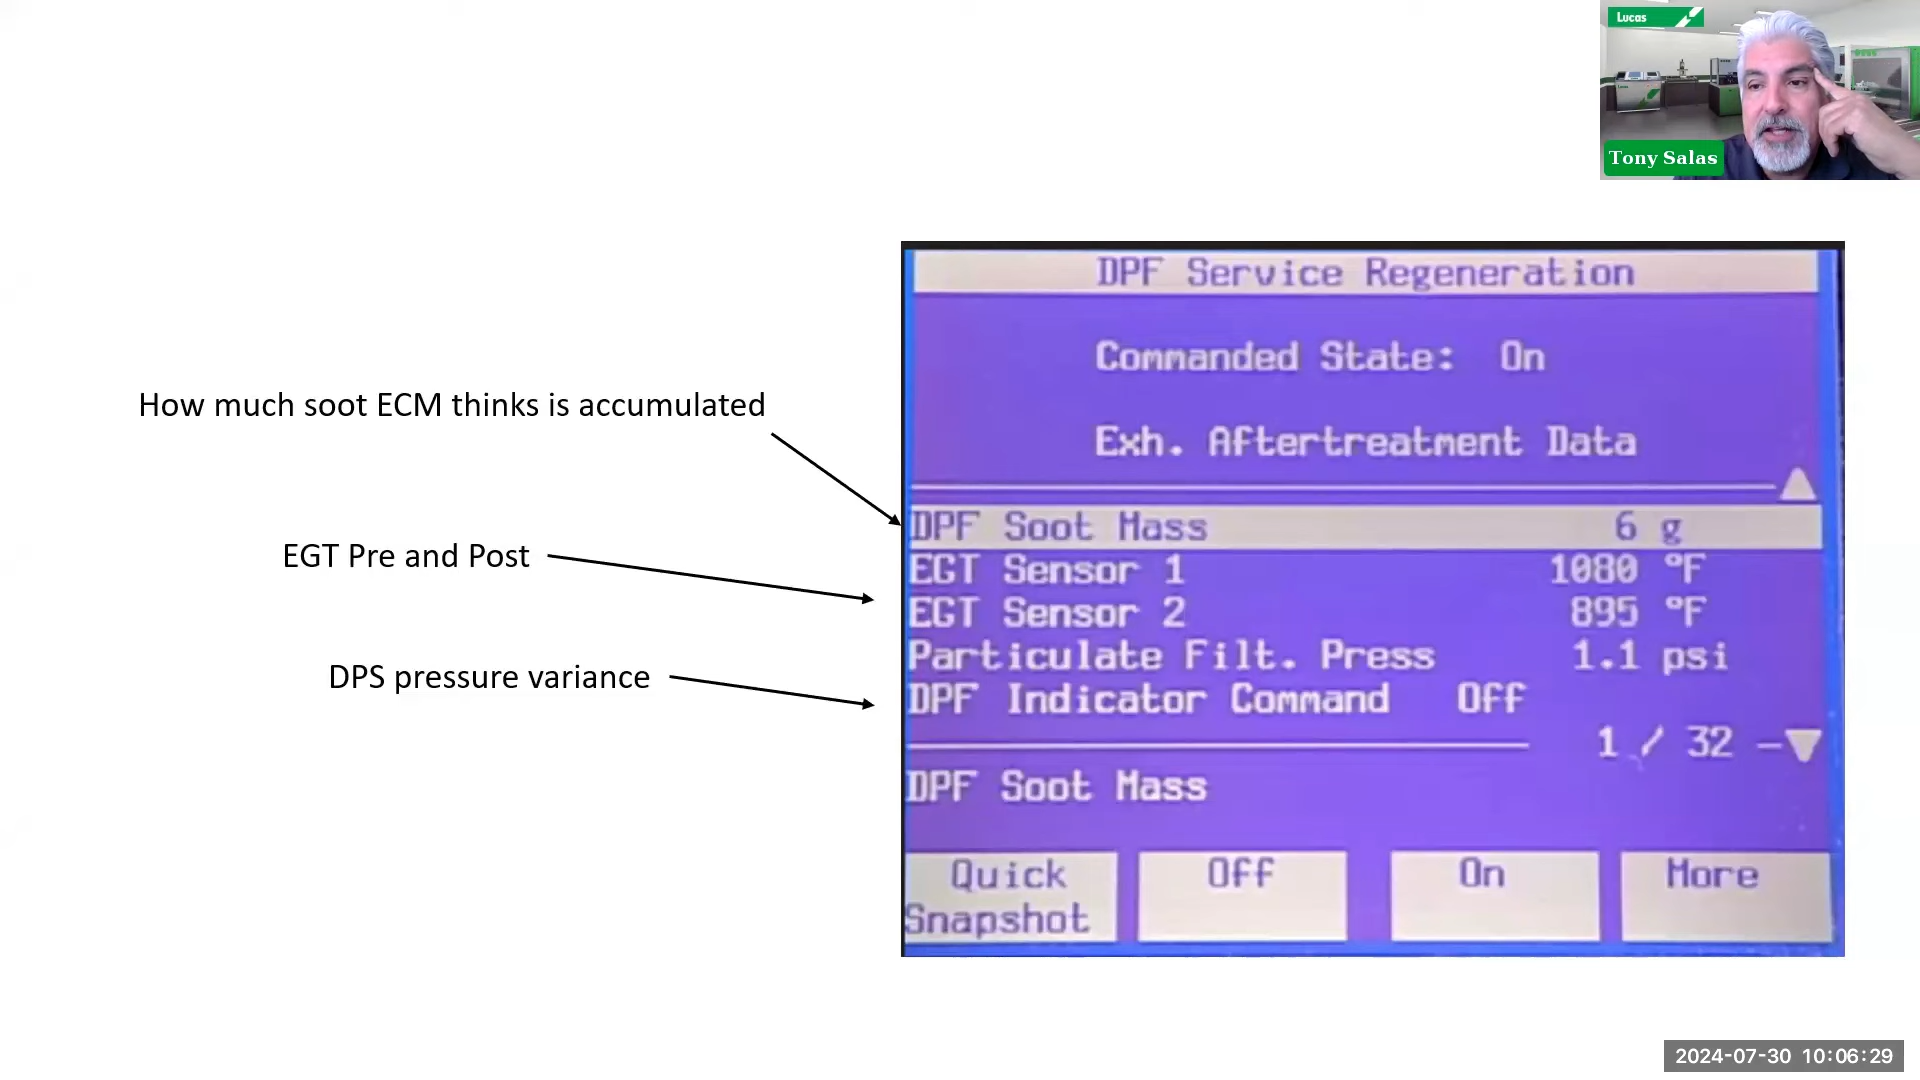 Lucas
Tony Salas
DPF Service Regeneration
Commanded State: On
How much soot ECM thinks is accumulated
Exh. Aftertreatment Data
DPF Soot Mass 6 g
EGT Pre and Post
EGT Sensor 1 1080 °F
EGT Sensor 2 895 °F
Particulate Filt. Press 1.1 psi
DPS pressure variance
DPF Indicator Command Off
1 / 32
DPF Soot Mass
Quick Snapshot
Off
On
More
2024-07-30 10:06:29